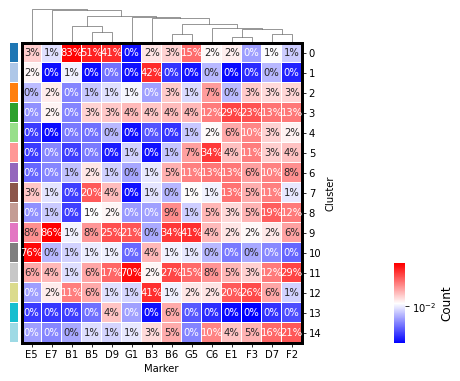 3% 1% 83% 51% 41% 0% 2% 3% 15% 2% 2% 0% 1% 1% 0
2% 0% 1% 0% 0% 0% 42% 0% 0% 0% 0% 0% 0% 0% 1
0% 2% 0% 1% 1% 1% 0% 3% 1% 7% 0% 3% 3% 3% 2
0% 2% 0% 3% 3% 4% 4% 4% 4% 12% 29% 23% 13% 13% 3
0% 0% 0% 0% 0% 0% 0% 0% 1% 2% 6% 10% 3% 2% 4
0% 0% 0% 0% 0% 1% 0% 1% 7% 34% 4% 11% 3% 4% 5
0% 0% 1% 2% 1% 0% 1% 5% 11% 13% 13% 6% 10% 8% 6
3% 1% 0% 20% 4% 0% 1% 0% 1% 1% 13% 5% 11% 1% 7
0% 1% 0% 1% 2% 0% 0% 9% 1% 5% 3% 5% 19% 12% 8
8% 86% 1% 8% 25% 21% 0% 34% 41% 4% 2% 2% 2% 6% 9
76% 0% 1% 1% 1% 0% 4% 1% 1% 0% 0% 0% 0% 0% 10
6% 4% 1% 6% 17% 70% 2% 27% 15% 8% 5% 3% 12% 29% 11
0% 2% 11% 6% 1% 1% 41% 1% 2% 2% 20% 26% 6% 1% 12
0% 0% 0% 0% 4% 0% 0% 6% 0% 0% 0% 0% 0% 0% 13
0% 0% 0% 1% 1% 1% 3% 5% 0% 10% 4% 2% 16% 21% 14
E5 E7 B1 B5 D9 G1 B3 B6 G5 C6 E1 F3 D7 F2
Marker
Cluster
10⁻²
Count